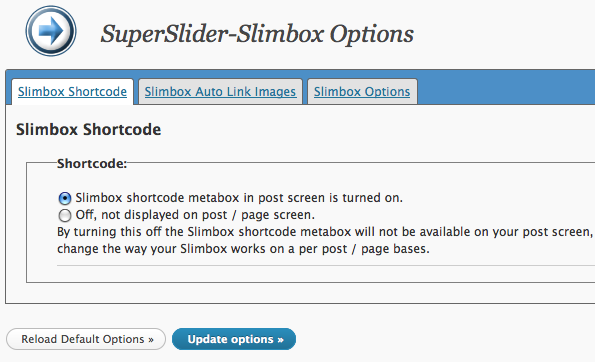 SuperSlider-Slimbox Options
Slimbox Shortcode Slimbox Auto Link Images Slimbox Options
Slimbox Shortcode
Shortcode:
Slimbox shortcode metabox in post screen is turned on.
Off, not displayed on post / page screen.
By turning this off the Slimbox shortcode metabox will not be available on your post screen,
change the way your Slimbox works on a per post / page bases.
Reload Default Options » Update options »